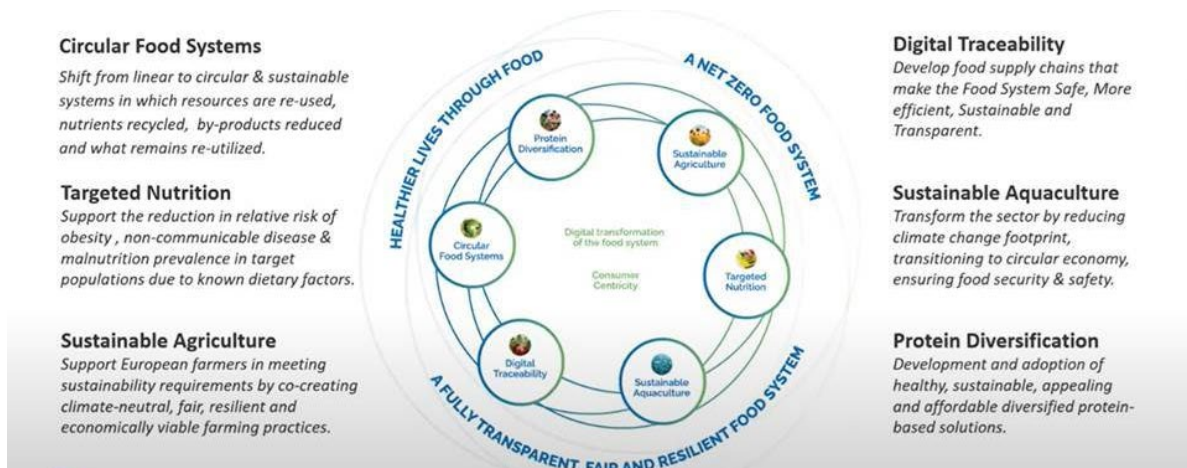 Circular Food Systems
Shift from linear to circular & sustainable
systems in which resources are re-used,
nutrients recycled, by-products reduced
and what remains re-utilized.
Targeted Nutrition
Support the reduction in relative risk of
obesity , non-communicable disease &
malnutrition prevalence in target
populations due to known dietary factors.
Sustainable Agriculture
Support European farmers in meeting
sustainability requirements by co-creating
climate-neutral, fair, resilient and
economically viable farming practices.
HEALTHIER LIVES THROUGH FOOD
A NET ZERO FOOD SYSTEM
A FULLY TRANSPARENT, FAIR AND RESILIENT FOOD SYSTEM
Protein
Diversification
Sustainable
Agriculture
Circular
Food Systems
Digital transformation
of the food system
Consumer
Centricity
Targeted
Nutrition
Digital
Traceability
Sustainable
Aquaculture
Digital Traceability
Develop food supply chains that
make the Food System Safe, More
efficient, Sustainable and
Transparent.
Sustainable Aquaculture
Transform the sector by reducing
climate change footprint,
transitioning to circular economy,
ensuring food security & safety.
Protein Diversification
Development and adoption of
healthy, sustainable, appealing
and affordable diversified protein-
based solutions.